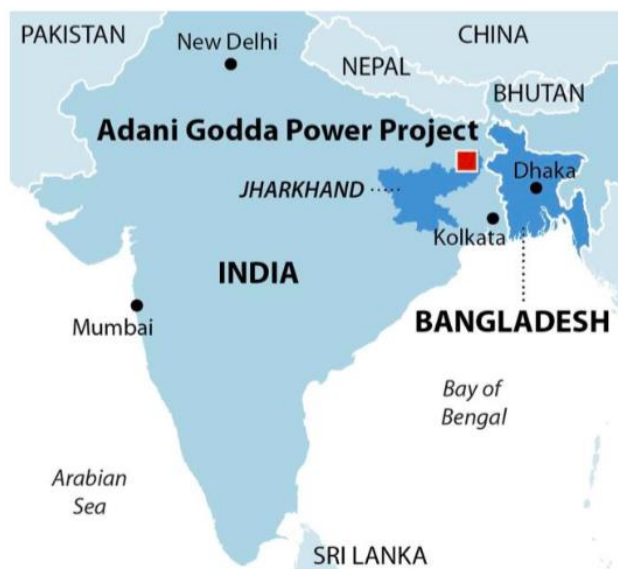 PAKISTAN
CHINA
New Delhi
NEPAL
BHUTAN
Adani Godda Power Project
Dhaka
JHARKHAND
Kolkata
INDIA
Mumbai
BANGLADESH
Bay of
Bengal
Arabian
Sea
SRI LANKA